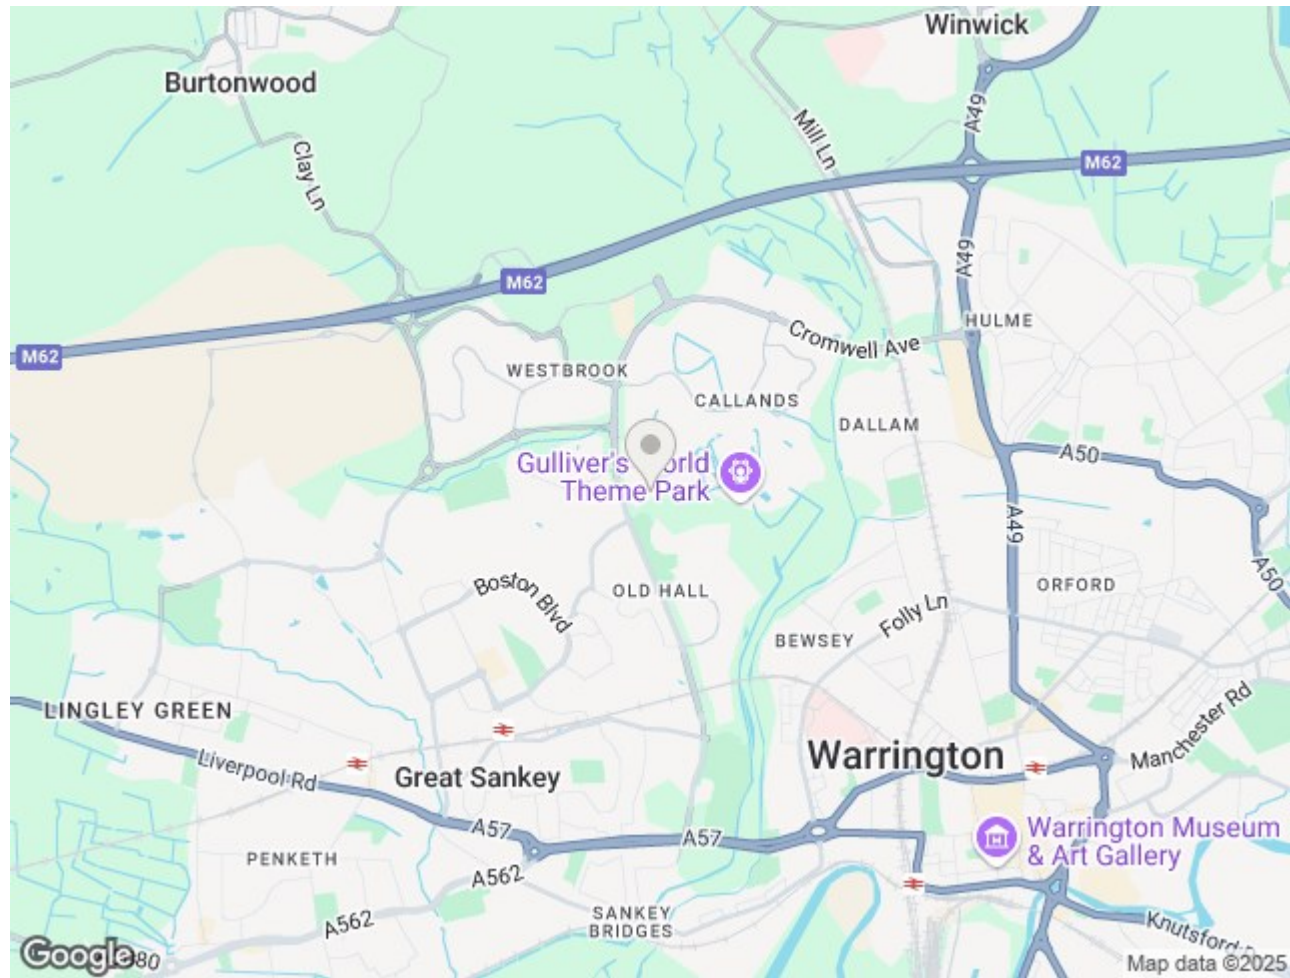 Winwick
Burtonwood
A49
Mill Ln
Clay Ln
M62
A49
M62
HULME
Cromwell Ave
M62
WESTBROOK
CALLANDS
DALLAM
A50
Gulliver's World
Theme Park
A49
A50
Boston Blvd
OLD HALL
ORFORD
Folly Ln
BEWSEY
LINGLEY GREEN
Manchester Rd
Warrington
Liverpool Rd
Great Sankey
A57
A57
Warrington Museum
& Art Gallery
PENKETH
A562
SANKEY
BRIDGES
A562
Knutsford
Google
Map data ©2025